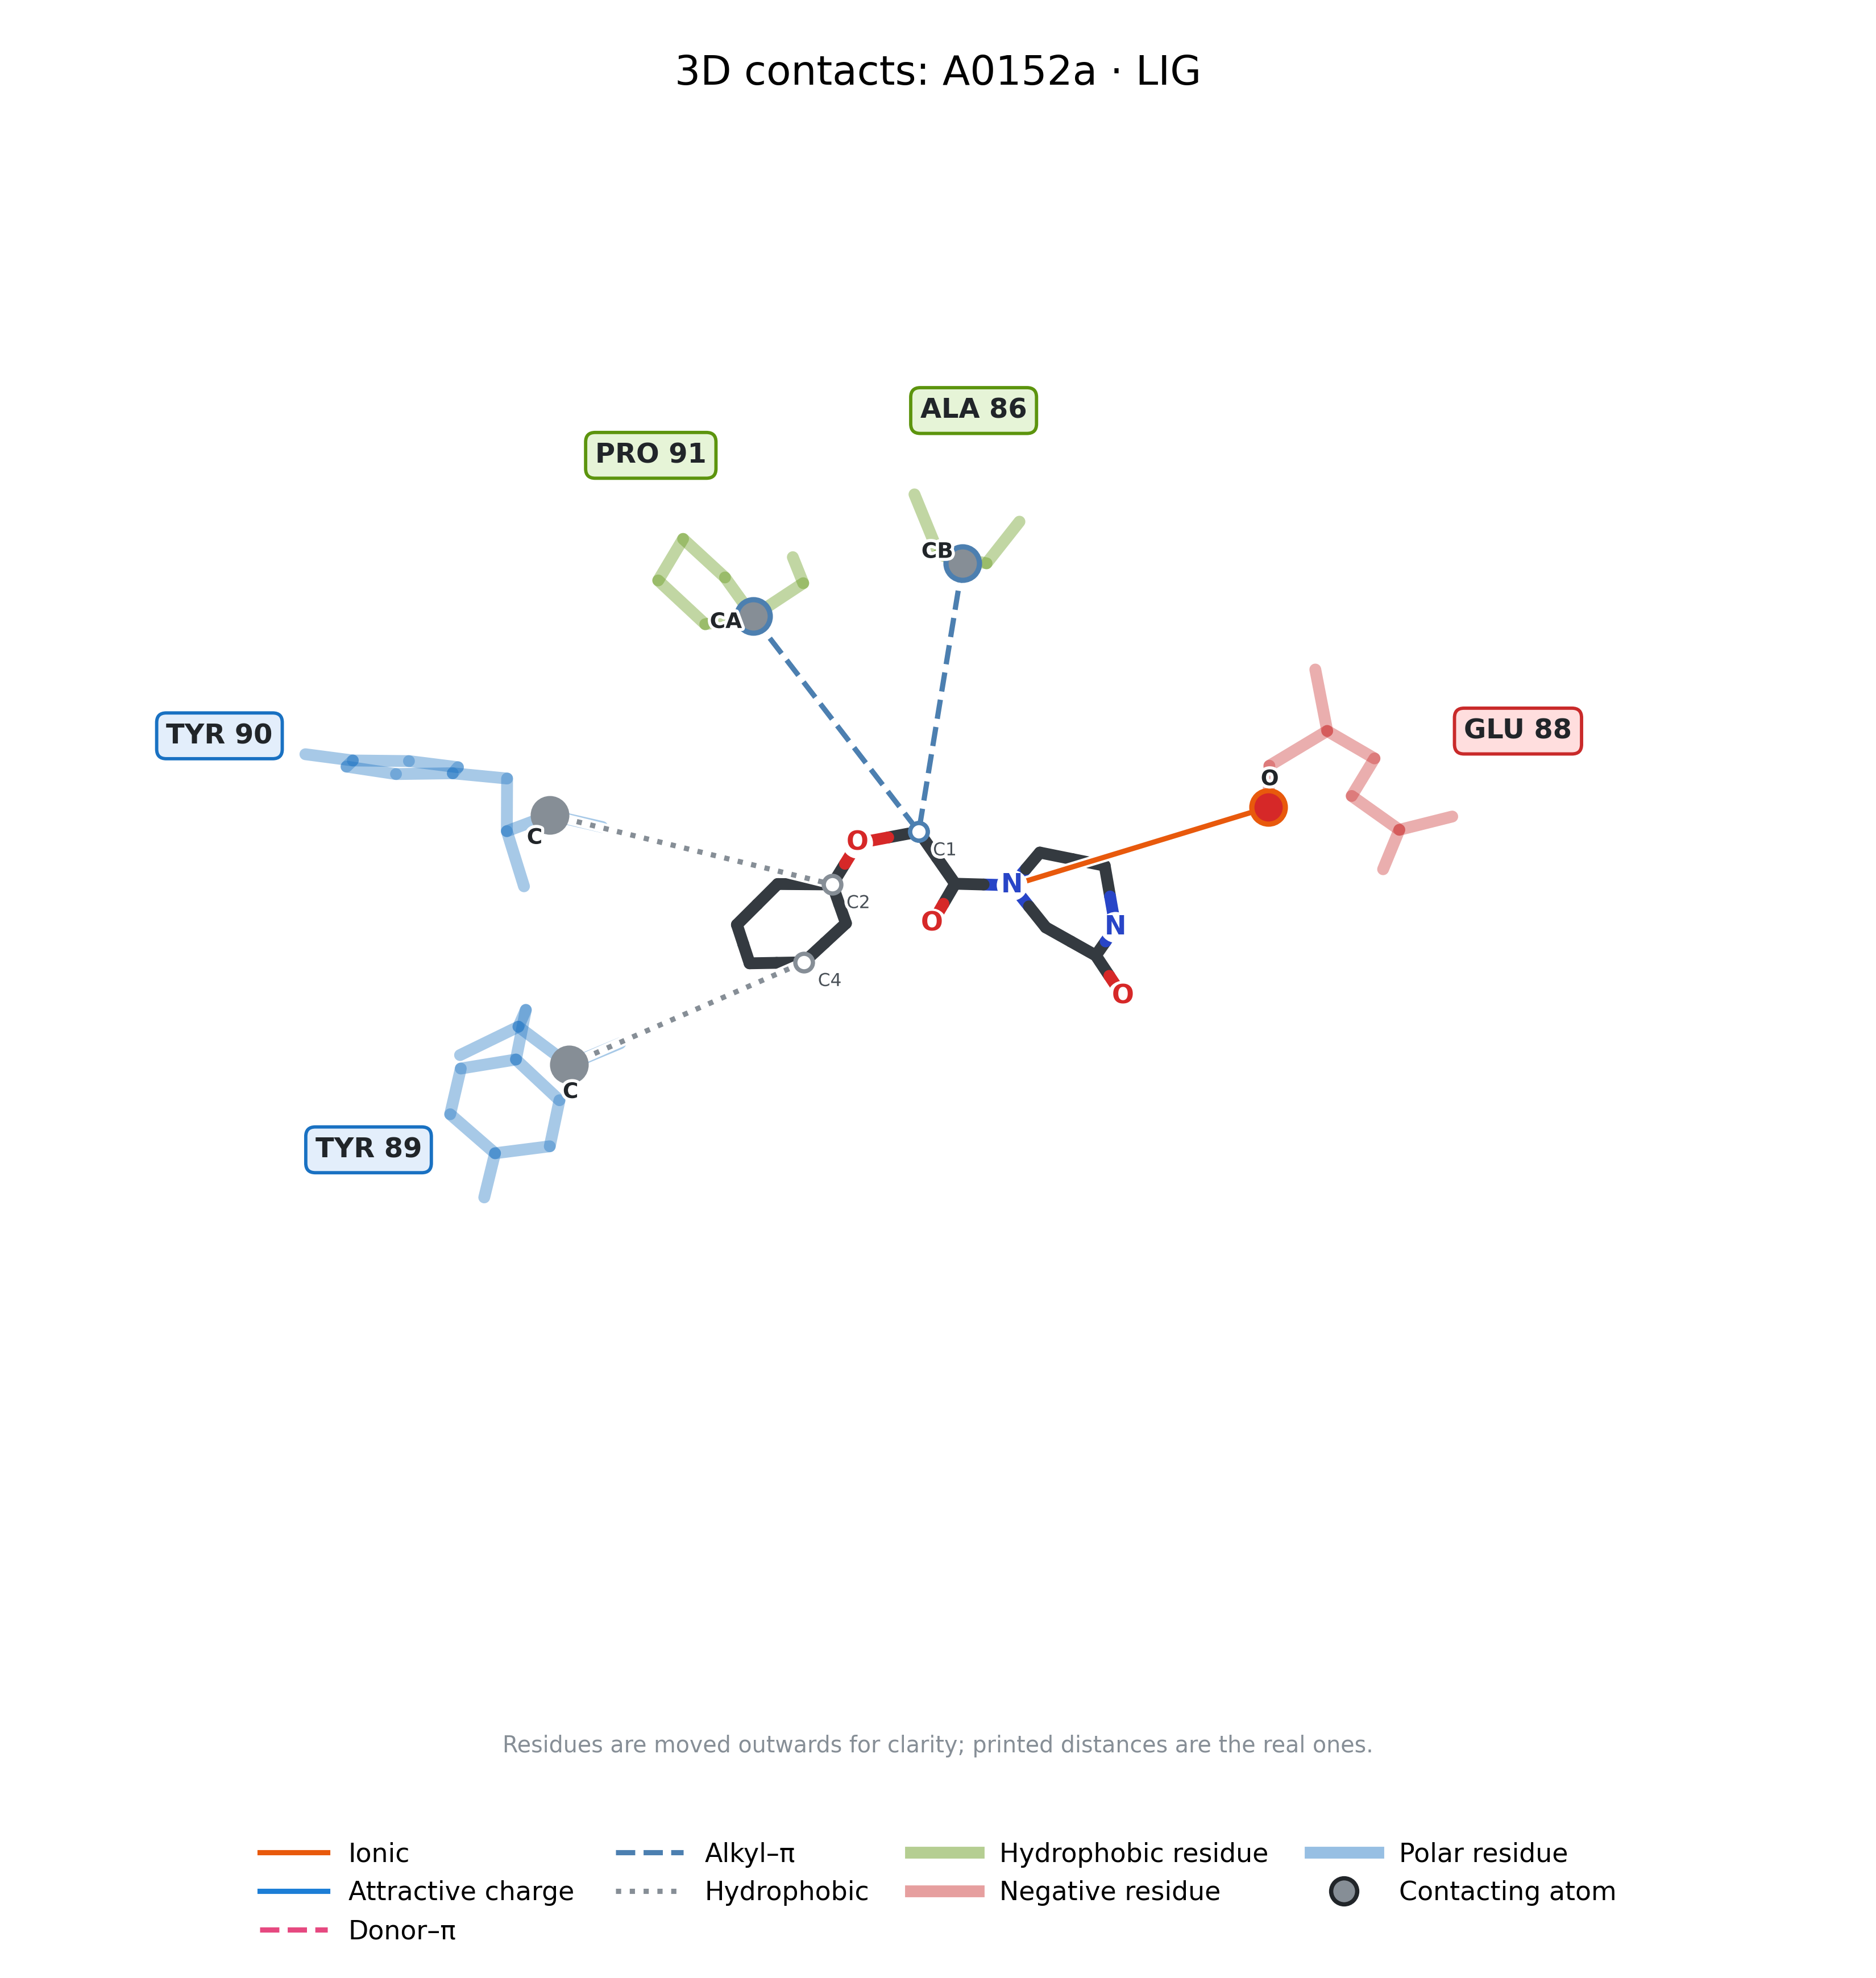 3D contacts: A0152a · LIG
ALA 86
PRO 91
CB
CA
TYR 90
GLU 88
O
C
O
C1
N
C2
O
N
C4
O
C
TYR 89
Residues are moved outwards for clarity; printed distances are the real ones.
Ionic
Attractive charge
Donor–π
Alkyl–π
Hydrophobic
Hydrophobic residue
Negative residue
Polar residue
Contacting atom